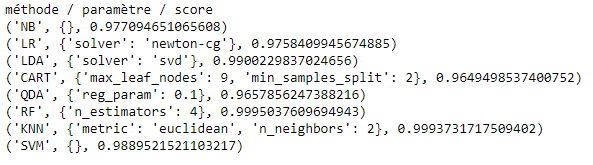 méthode / paramètre / score
('NB', {}, 0.977094651065608)
('LR', {'solver': 'newton-cg'}, 0.9758409945674885)
('LDA', {'solver': 'svd'}, 0.9900229837024656)
('CART', {'max_leaf_nodes': 9, 'min_samples_split': 2}, 0.9649498537400752)
('QDA', {'reg_param': 0.1}, 0.9657856247388216)
('RF', {'n_estimators': 4}, 0.9995037609694943)
('KNN', {'metric': 'euclidean', 'n_neighbors': 2}, 0.9993731717509402)
('SVM', {}, 0.9889521521103217)